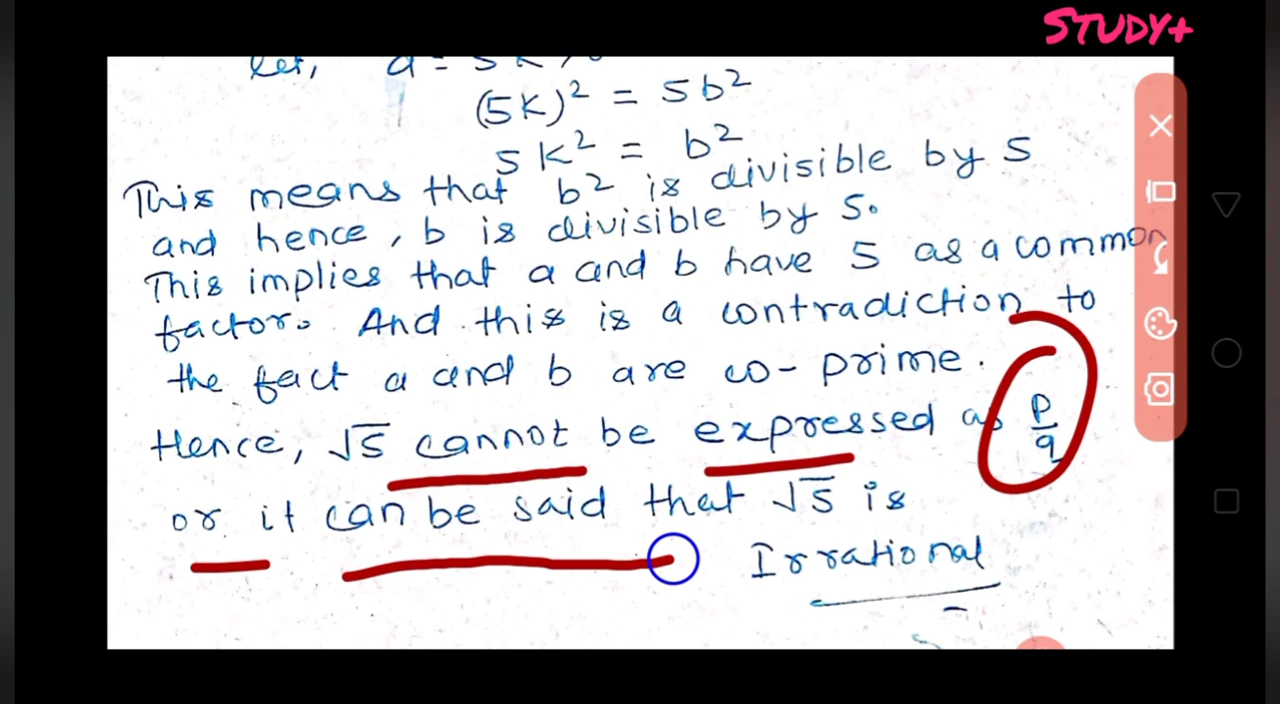 STUDY+
let, a = 5k,
(5K)² = 5b²
5K² = b²
This means that b² is divisible by 5
and hence, b is divisible by 5.
This implies that a and b have 5 as a common
factor. And this is a contradiction to
the fact a and b are co-prime.
Hence, √5 cannot be expressed as p/q
or it can be said that √5 is
Irrational